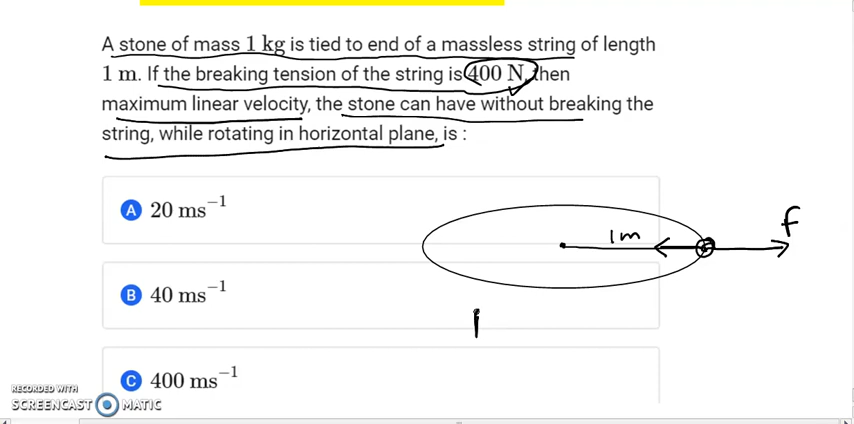 A stone of mass 1 kg is tied to end of a massless string of length
1 m. If the breaking tension of the string is 400 N, then
maximum linear velocity, the stone can have without breaking the
string, while rotating in horizontal plane, is :
A 20 ms⁻¹
1m
f
B 40 ms⁻¹
C 400 ms⁻¹
RECORDED WITH
SCREENCAST MATIC